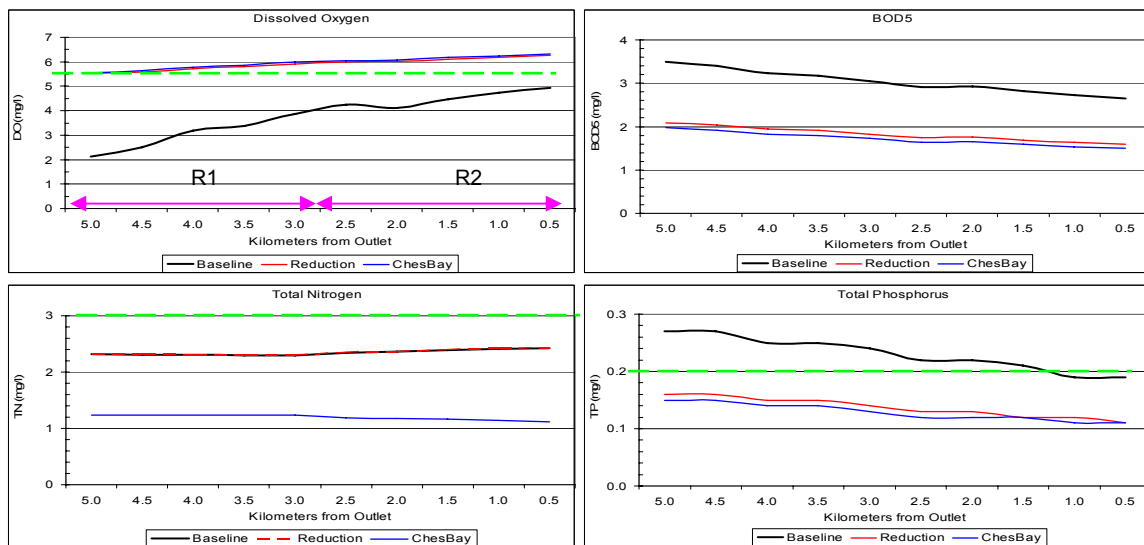 Dissolved Oxygen
7
6
5
4
3
2
1
0
DO(mg/l)
R1
R2
5.0 4.5 4.0 3.5 3.0 2.5 2.0 1.5 1.0 0.5
Kilometers from Outlet
Baseline Reduction ChesBay
BOD5
4
3
2
1
0
BOD5(mg/l)
5.0 4.5 4.0 3.5 3.0 2.5 2.0 1.5 1.0 0.5
Kilometers from Outlet
Baseline Reduction ChesBay
Total Nitrogen
3
2
1
0
TN(mg/l)
5.0 4.5 4.0 3.5 3.0 2.5 2.0 1.5 1.0 0.5
Kilometers from Outlet
Baseline Reduction ChesBay
Total Phosphorus
0.3
0.2
0.1
0.0
TP(mg/l)
5.0 4.5 4.0 3.5 3.0 2.5 2.0 1.5 1.0 0.5
Kilometers from Outlet
Baseline Reduction ChesBay